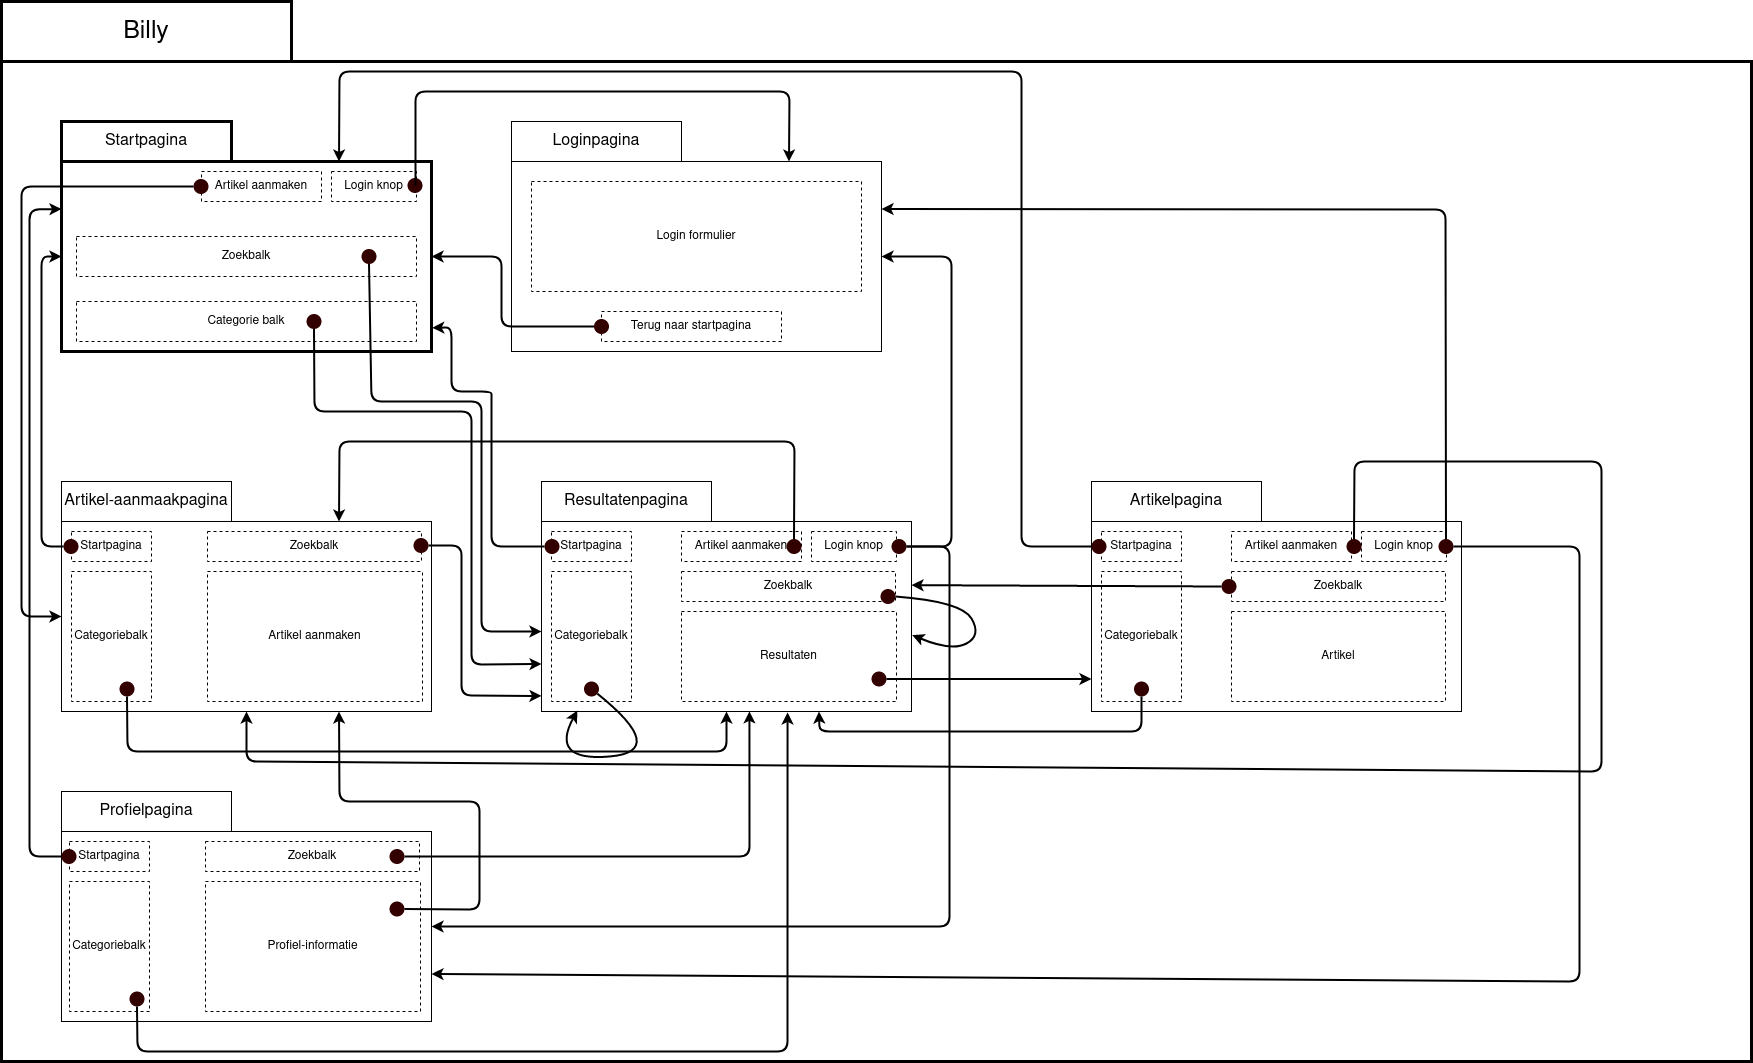 Billy
Startpagina
Artikel aanmaken
Login knop
Zoekbalk
Categorie balk
Loginpagina
Login formulier
Terug naar startpagina
Artikel-aanmaakpagina
Startpagina
Zoekbalk
Categoriebalk
Artikel aanmaken
Resultatenpagina
Startpagina
Artikel aanmaken
Login knop
Zoekbalk
Categoriebalk
Resultaten
Artikelpagina
Startpagina
Artikel aanmaken
Login knop
Zoekbalk
Categoriebalk
Artikel
Profielpagina
Startpagina
Zoekbalk
Categoriebalk
Profiel-informatie